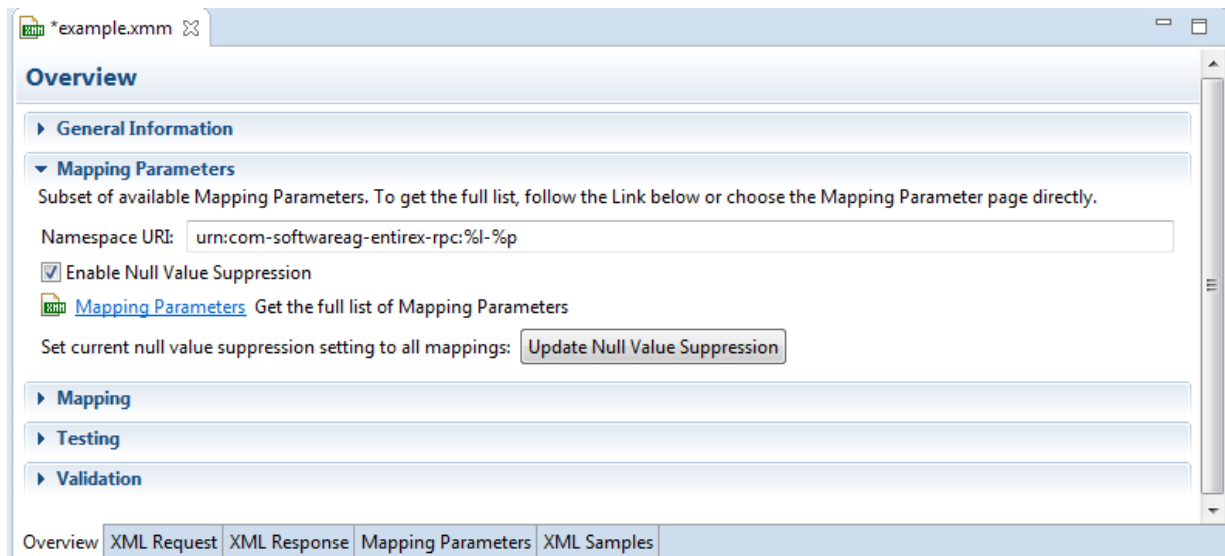 *example.xmm
Overview
General Information
Mapping Parameters
Subset of available Mapping Parameters. To get the full list, follow the Link below or choose the Mapping Parameter page directly.
Namespace URI: urn:com-softwareag-entirex-rpc:%l-%p
Enable Null Value Suppression
Mapping Parameters Get the full list of Mapping Parameters
Set current null value suppression setting to all mappings: Update Null Value Suppression
Mapping
Testing
Validation
Overview XML Request XML Response Mapping Parameters XML Samples